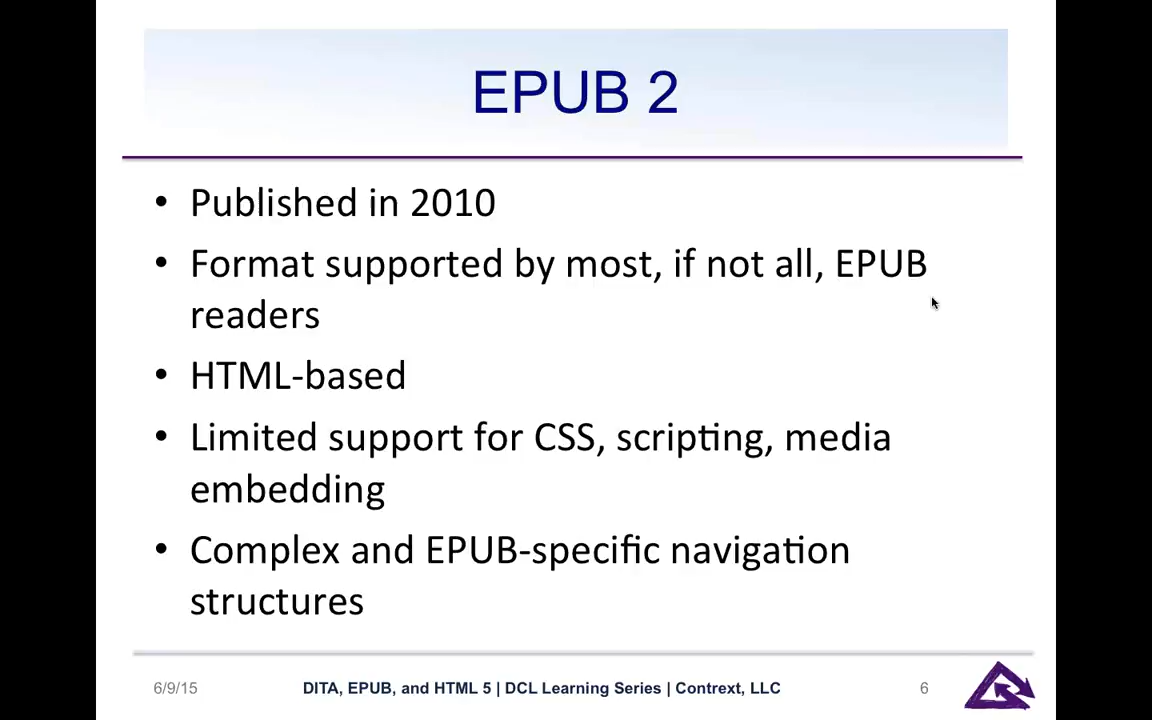 EPUB 2
• Published in 2010
• Format supported by most, if not all, EPUB
readers
• HTML-based
• Limited support for CSS, scripting, media
embedding
• Complex and EPUB-specific navigation
structures
6/9/15 DITA, EPUB, and HTML 5 | DCL Learning Series | Contrext, LLC 6